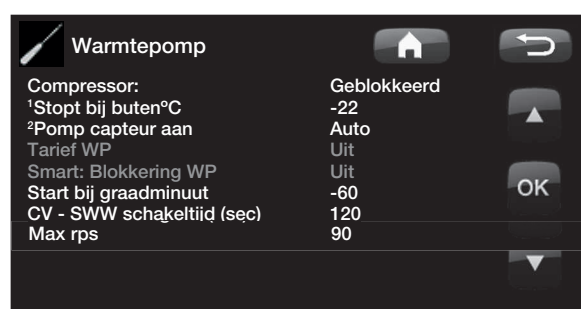 Warmtepomp
Compressor: Geblokkeerd
¹Stopt bij butenºC -22
²Pomp capteur aan Auto
Tarief WP Uit
Smart: Blokkering WP Uit
Start bij graadminuut -60
OK
CV - SWW schakeltijd (sec) 120
Max rps 90